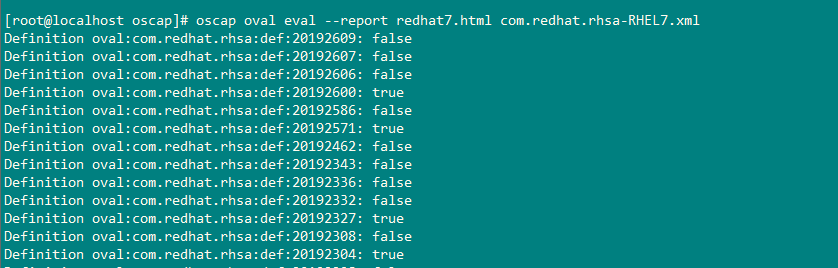 [root@localhost oscap]# oscap oval eval --report redhat7.html com.redhat.rhsa-RHEL7.xml
Definition oval:com.redhat.rhsa:def:20192609: false
Definition oval:com.redhat.rhsa:def:20192607: false
Definition oval:com.redhat.rhsa:def:20192606: false
Definition oval:com.redhat.rhsa:def:20192600: true
Definition oval:com.redhat.rhsa:def:20192586: false
Definition oval:com.redhat.rhsa:def:20192571: true
Definition oval:com.redhat.rhsa:def:20192462: false
Definition oval:com.redhat.rhsa:def:20192343: false
Definition oval:com.redhat.rhsa:def:20192336: false
Definition oval:com.redhat.rhsa:def:20192332: false
Definition oval:com.redhat.rhsa:def:20192327: true
Definition oval:com.redhat.rhsa:def:20192308: false
Definition oval:com.redhat.rhsa:def:20192304: true